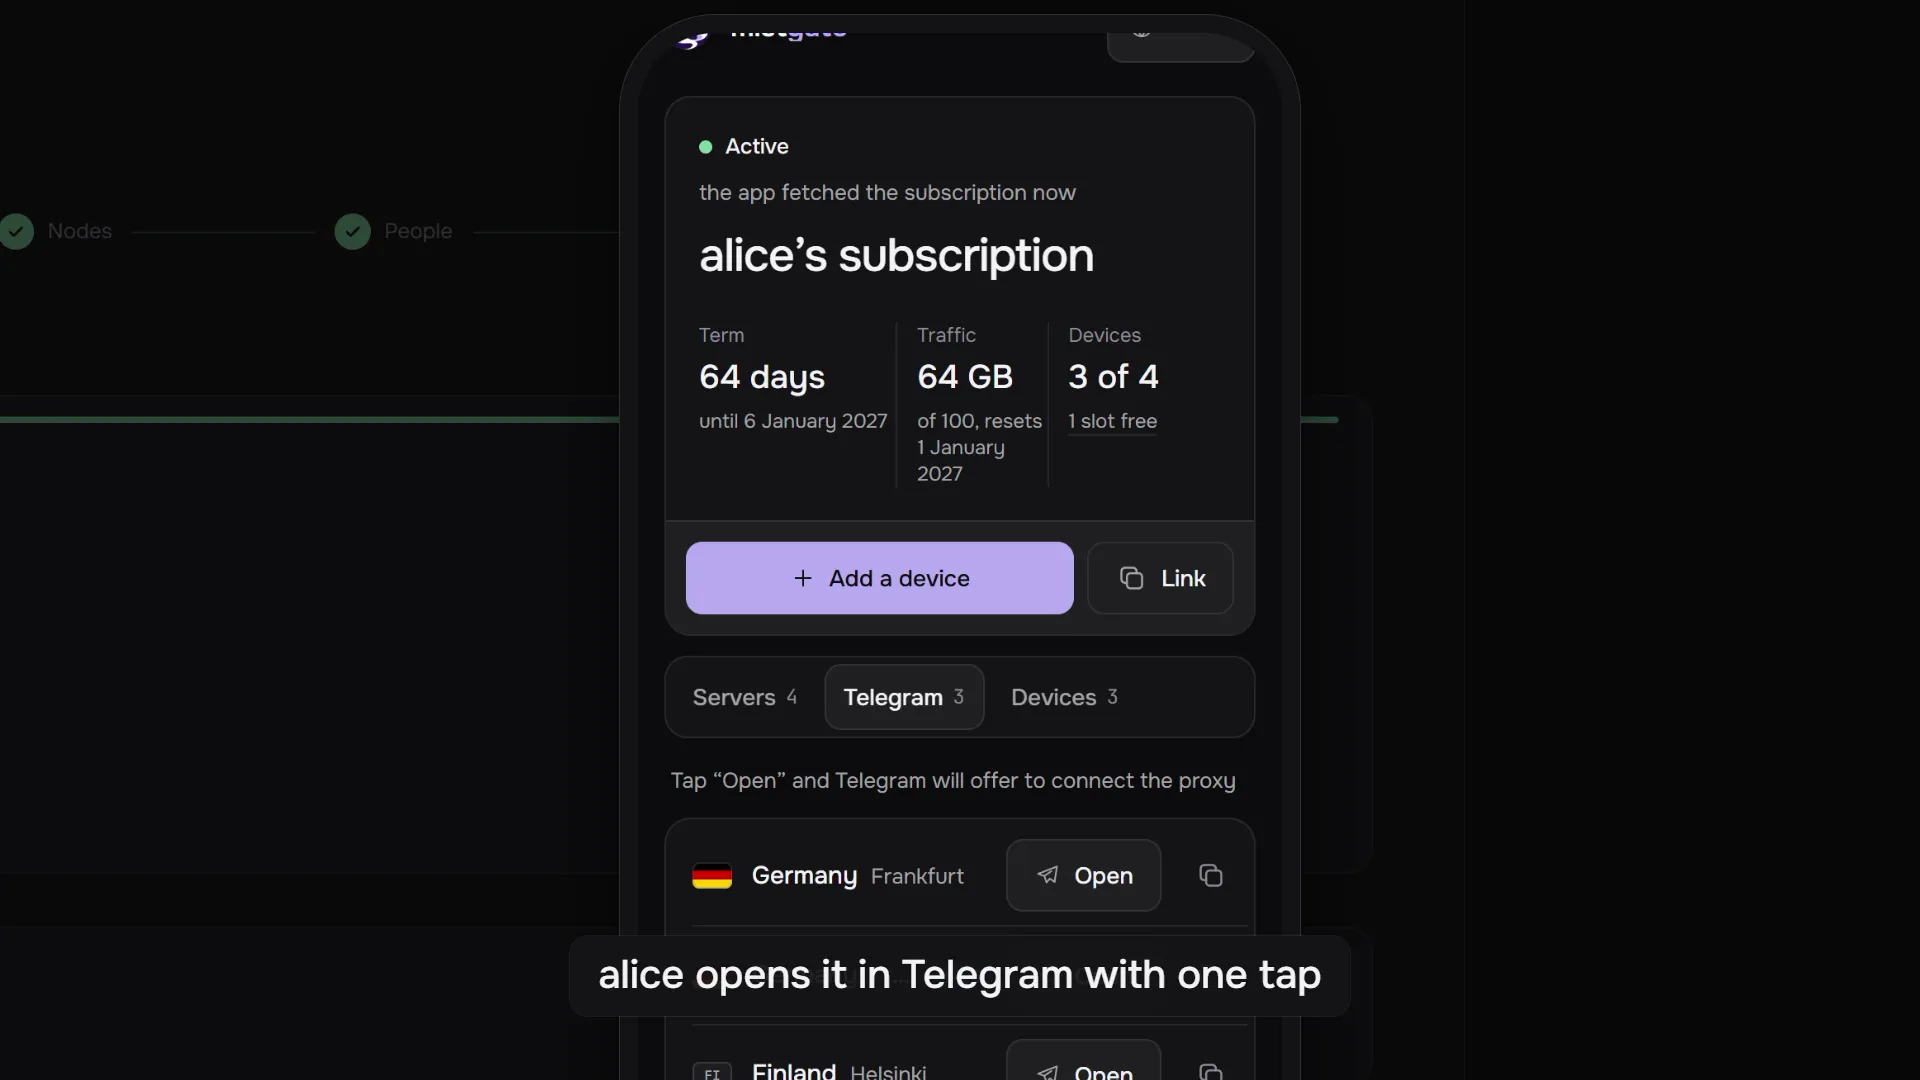 mistgate
Nodes
People
Active
the app fetched the subscription now
alice’s subscription
Term
Traffic
Devices
64 days
64 GB
3 of 4
until 6 January 2027
of 100, resets
1 January
2027
1 slot free
+ Add a device
Link
Servers 4
Telegram 3
Devices 3
Tap “Open” and Telegram will offer to connect the proxy
Germany Frankfurt
Open
alice opens it in Telegram with one tap
FI
Finland Helsinki
Open